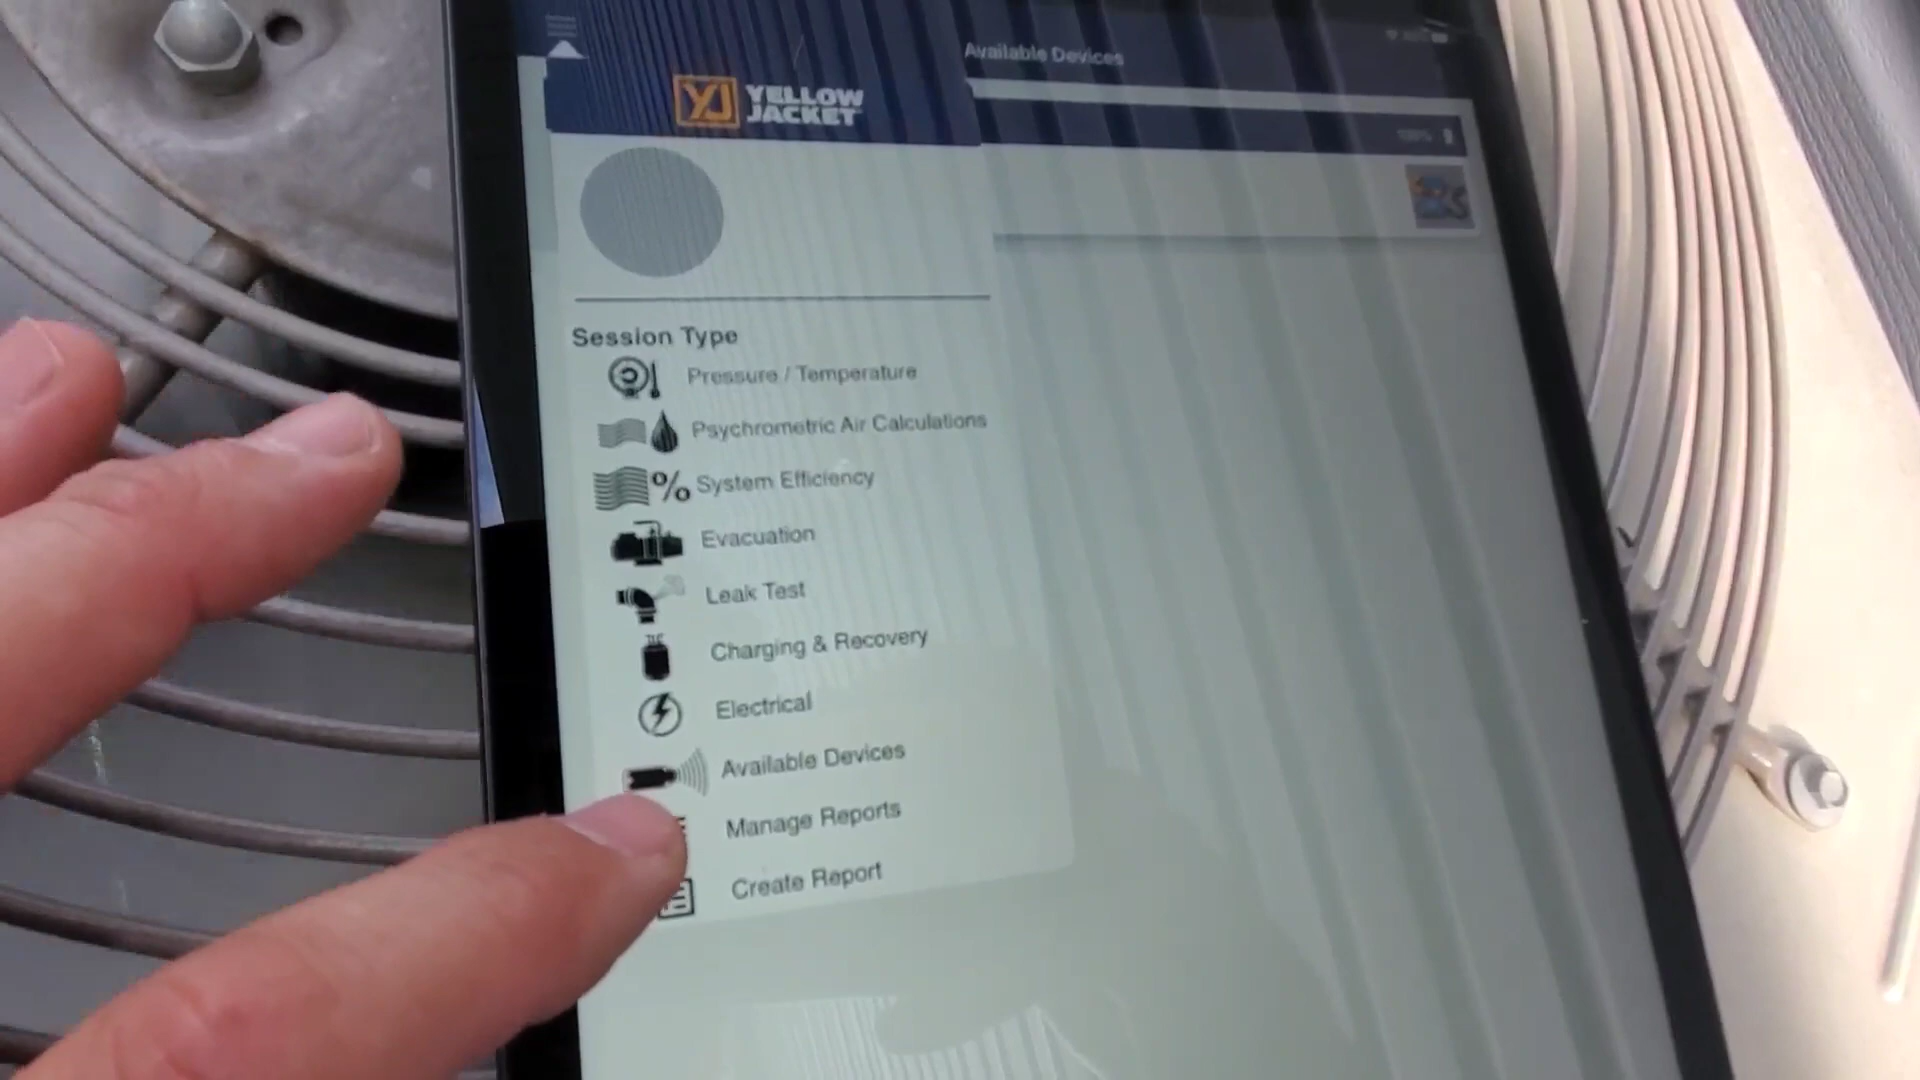 Available Devices
YJ YELLOW
JACKET
Session Type
Pressure / Temperature
Psychrometric Air Calculations
% System Efficiency
Evacuation
Leak Test
Charging & Recovery
Electrical
Available Devices
Manage Reports
Create Report